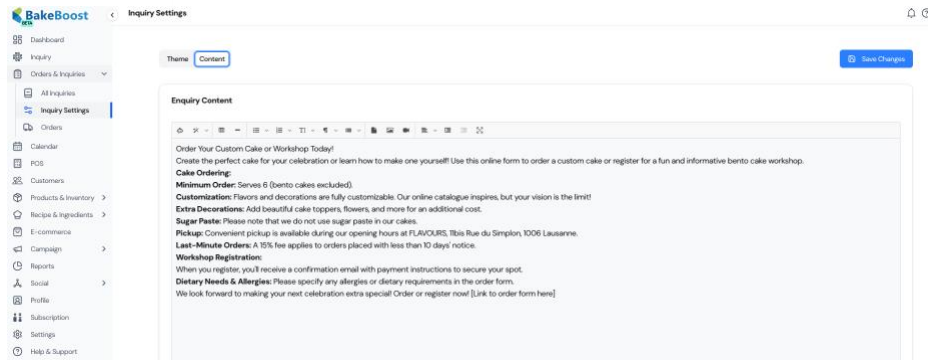 BakeBoost
BETA
Inquiry Settings
Dashboard
Inquiry
Orders & Inquiries
All Inquiries
Inquiry Settings
Orders
Calendar
POS
Customers
Products & Inventory
Recipe & Ingredients
E-commerce
Campaign
Reports
Social
Profile
Subscription
Settings
Help & Support
Theme
Content
Save Changes
Enquiry Content
Order Your Custom Cake or Workshop Today!
Create the perfect cake for your celebration or learn how to make one yourself! Use this online form to order a custom cake or register for a fun and informative bento cake workshop.
Cake Ordering:
Minimum Order: Serves 6 (bento cakes excluded).
Customization: Flavors and decorations are fully customizable. Our online catalogue inspires, but your vision is the limit!
Extra Decorations: Add beautiful cake toppers, flowers, and more for an additional cost.
Sugar Paste: Please note that we do not use sugar paste in our cakes.
Pickup: Convenient pickup is available during our opening hours at FLAVOURS, 11bis Rue du Simplon, 1006 Lausanne.
Last-Minute Orders: A 15% fee applies to orders placed with less than 10 days' notice.
Workshop Registration:
When you register, you'll receive a confirmation email with payment instructions to secure your spot.
Dietary Needs & Allergies: Please specify any allergies or dietary requirements in the order form.
We look forward to making your next celebration extra special! Order or register now! [Link to order form here]